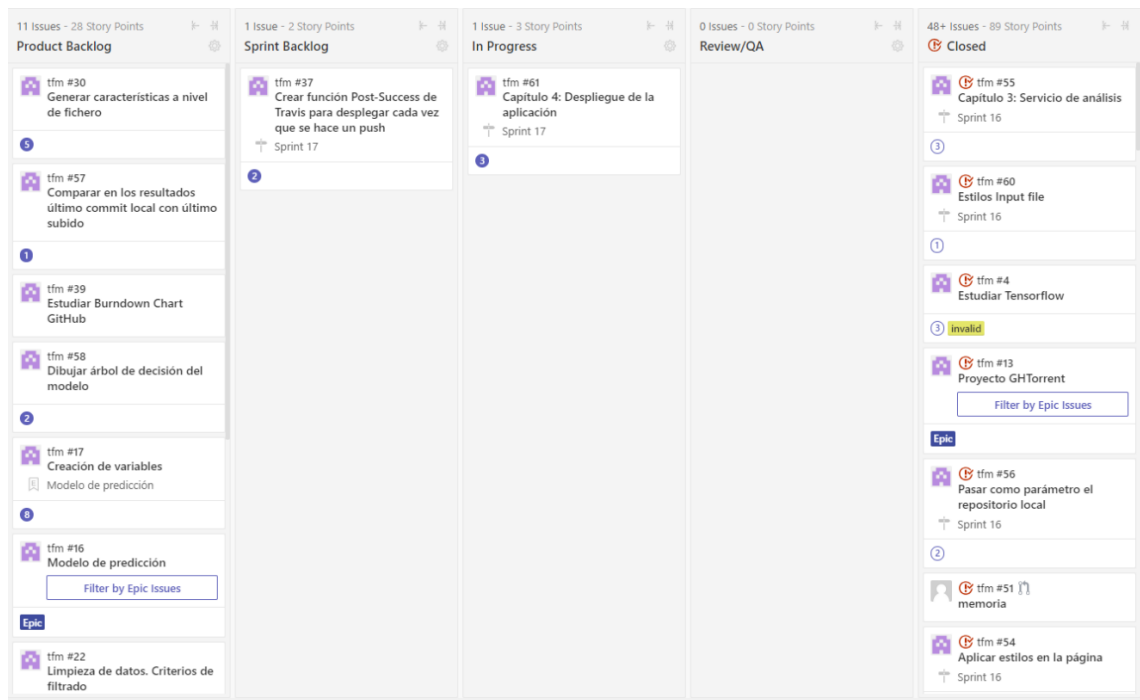 11 Issues - 28 Story Points
Product Backlog
tfm #30
Generar características a nivel
de fichero
5
tfm #57
Comparar en los resultados
último commit local con último
subido
1
tfm #39
Estudiar Burndown Chart
GitHub
tfm #58
Dibujar árbol de decisión del
modelo
2
tfm #17
Creación de variables
Modelo de predicción
8
tfm #16
Modelo de predicción
Filter by Epic Issues
Epic
tfm #22
Limpieza de datos. Criterios de
filtrado
1 Issue - 2 Story Points
Sprint Backlog
tfm #37
Crear función Post-Success de
Travis para desplegar cada vez
que se hace un push
Sprint 17
2
1 Issue - 3 Story Points
In Progress
tfm #61
Capítulo 4: Despliegue de la
aplicación
Sprint 17
3
0 Issues - 0 Story Points
Review/QA
48+ Issues - 89 Story Points
Closed
tfm #55
Capítulo 3: Servicio de análisis
Sprint 16
3
tfm #60
Estilos Input file
Sprint 16
1
tfm #4
Estudiar Tensorflow
3 invalid
tfm #13
Proyecto GHTorrent
Filter by Epic Issues
Epic
tfm #56
Pasar como parámetro el
repositorio local
Sprint 16
2
tfm #51
memoria
tfm #54
Aplicar estilos en la página
Sprint 16